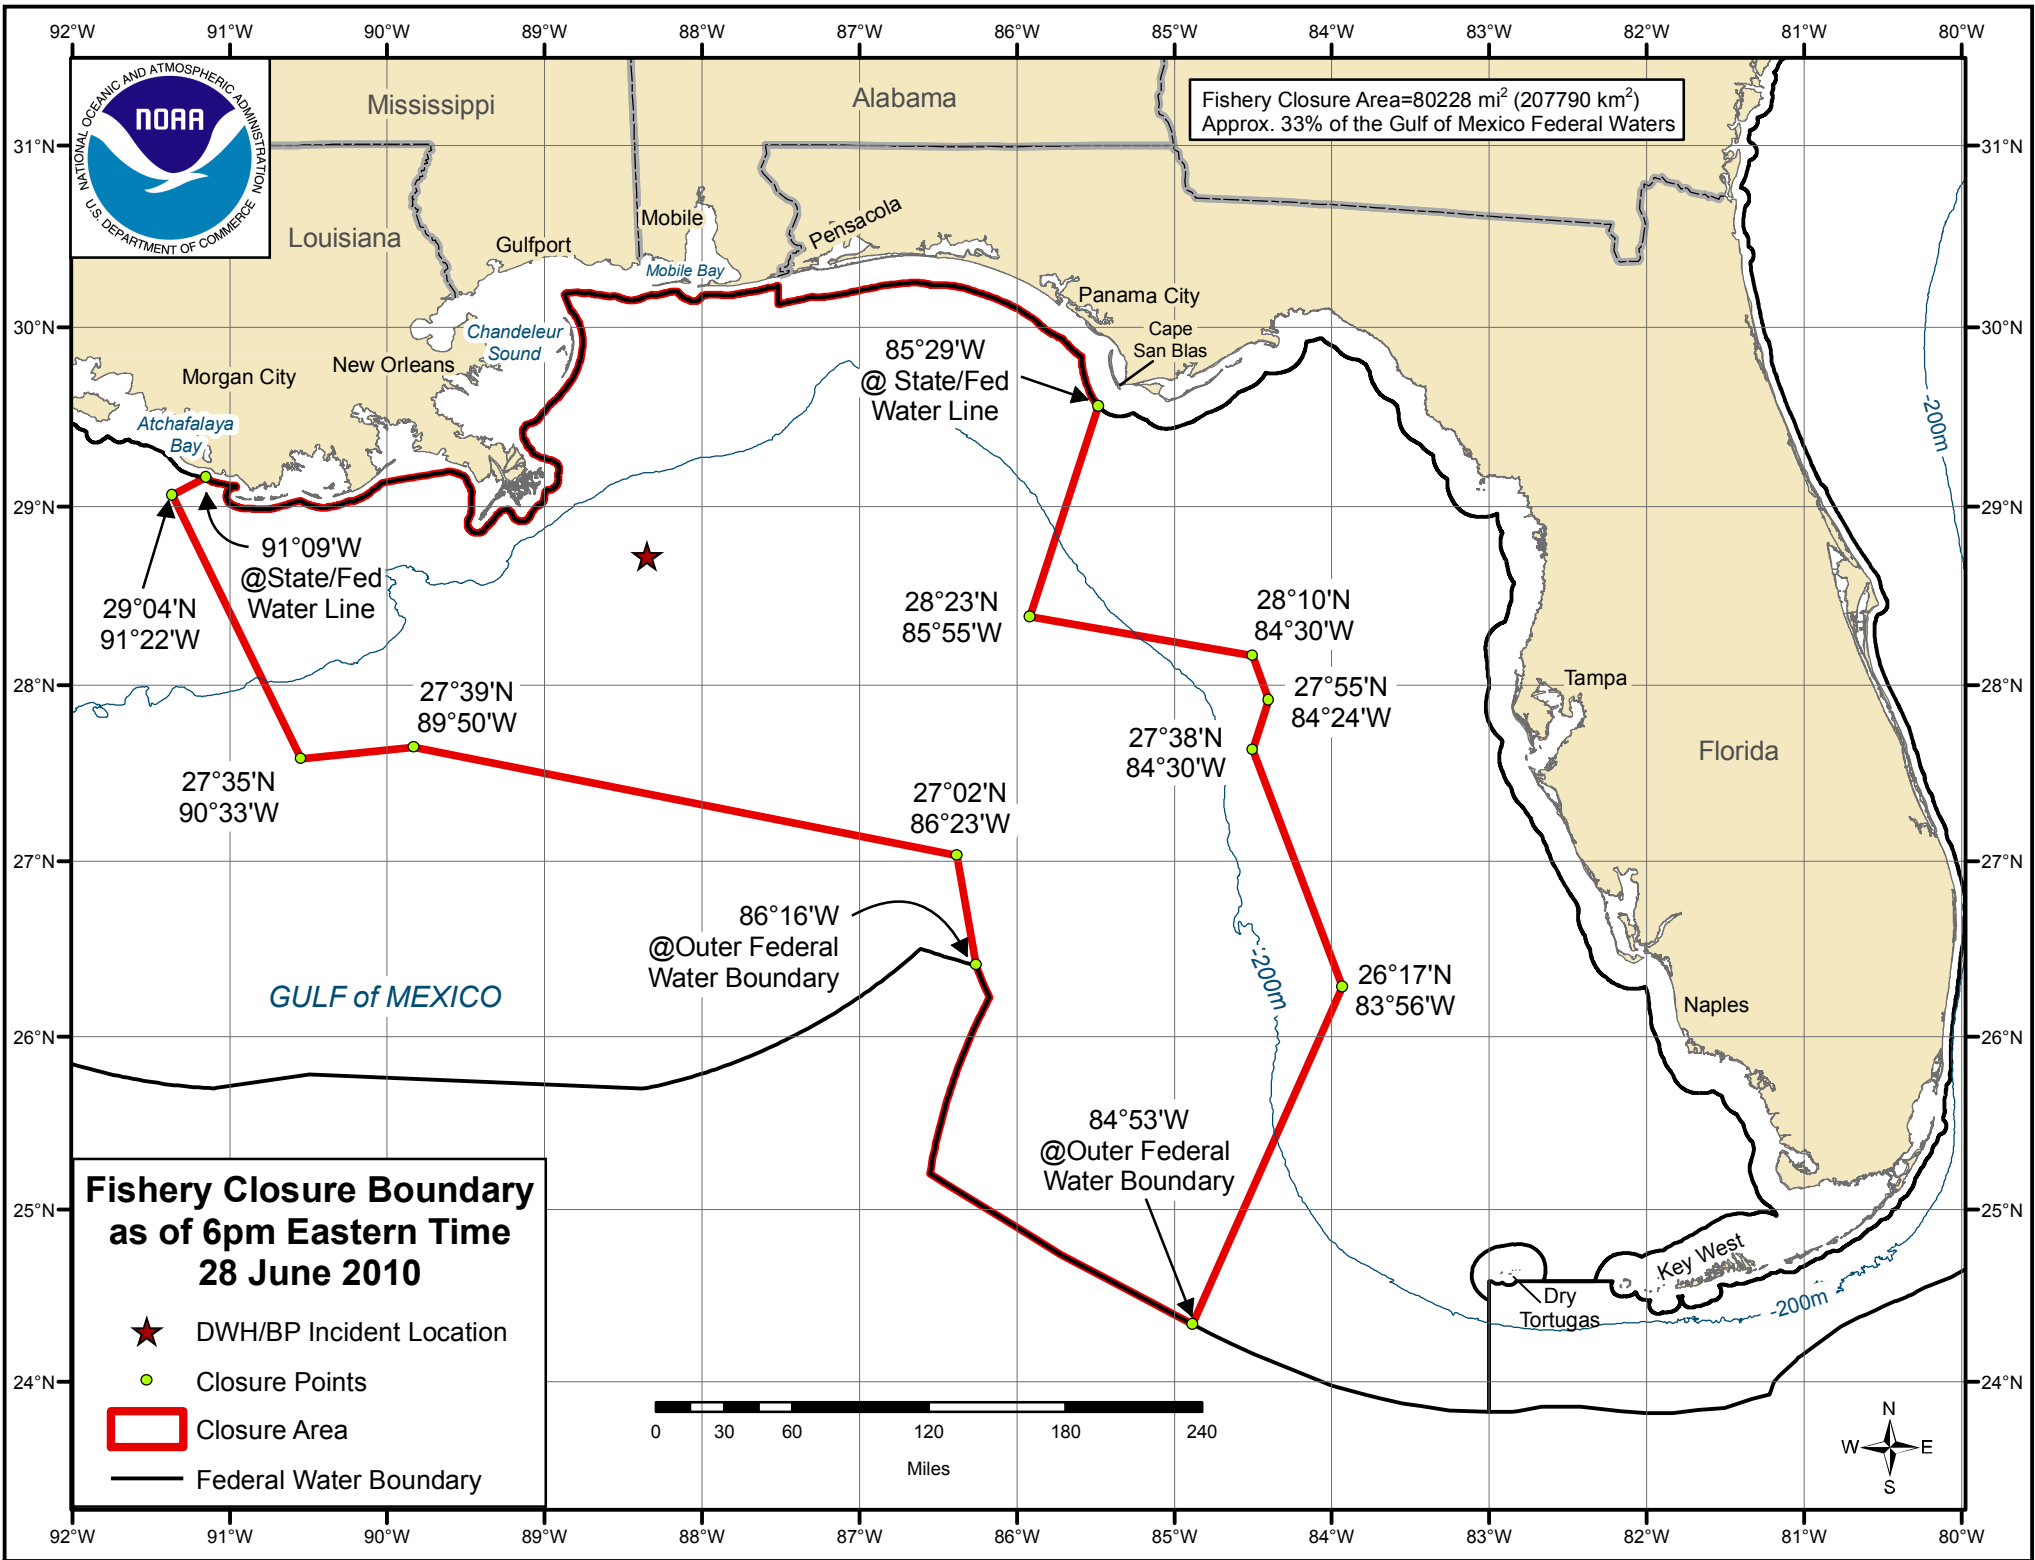 92°W 91°W 90°W 89°W 88°W 87°W 86°W 85°W 84°W 83°W 82°W 81°W 80°W
NATIONAL OCEANIC AND ATMOSPHERIC ADMINISTRATION
NOAA
U.S. DEPARTMENT OF COMMERCE
Mississippi
Alabama
Fishery Closure Area=80228 mi² (207790 km²)
Approx. 33% of the Gulf of Mexico Federal Waters
31°N 31°N
Louisiana
Gulfport
Mobile
Pensacola
Mobile Bay
Panama City
30°N 30°N
Chandeleur
Sound
Cape
San Blas
New Orleans
Morgan City
85°29'W
@ State/Fed
Water Line
-200m
Atchafalaya
Bay
29°N 29°N
91°09'W
@State/Fed
Water Line
29°04'N
91°22'W
28°23'N
85°55'W
28°10'N
84°30'W
28°N 28°N
27°39'N
89°50'W
27°55'N
84°24'W
Tampa
27°38'N
84°30'W
Florida
27°35'N
90°33'W
27°02'N
86°23'W
27°N 27°N
86°16'W
@Outer Federal
Water Boundary
-200m
GULF of MEXICO
26°17'N
83°56'W
Naples
26°N 26°N
84°53'W
@Outer Federal
Water Boundary
25°N 25°N
Key West
Dry
Tortugas
-200m
24°N 24°N
Fishery Closure Boundary
as of 6pm Eastern Time
28 June 2010
DWH/BP Incident Location
Closure Points
Closure Area
Federal Water Boundary
0 30 60 120 180 240
Miles
N
W E
S
92°W 91°W 90°W 89°W 88°W 87°W 86°W 85°W 84°W 83°W 82°W 81°W 80°W